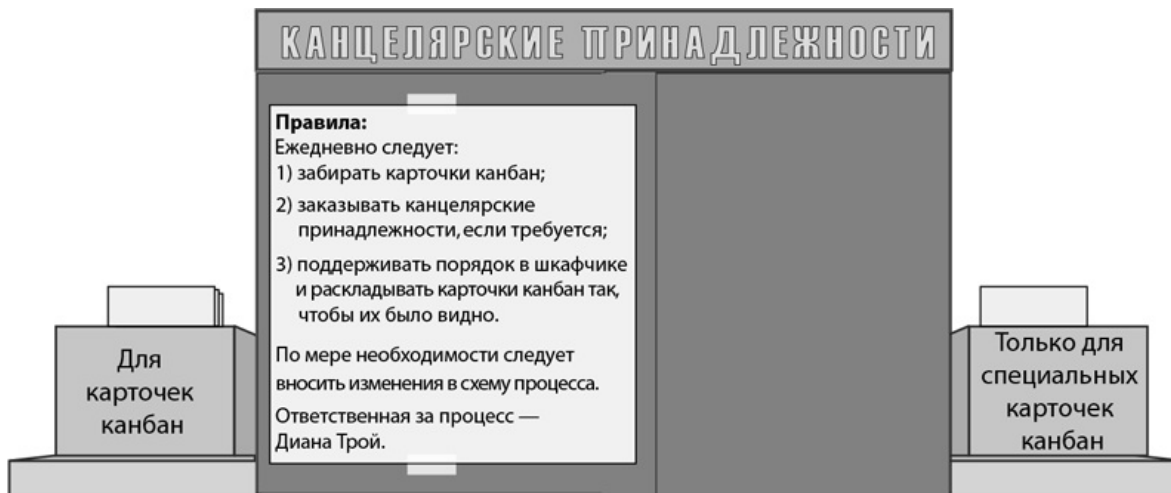 КАНЦЕЛЯРСКИЕ ПРИНАДЛЕЖНОСТИ
Правила:
Ежедневно следует:
1) забирать карточки канбан;
2) заказывать канцелярские
принадлежности, если требуется;
3) поддерживать порядок в шкафчике
и раскладывать карточки канбан так,
чтобы их было видно.
По мере необходимости следует
вносить изменения в схему процесса.
Ответственная за процесс —
Диана Трой.
Для
карточек
канбан
Только для
специальных
карточек
канбан